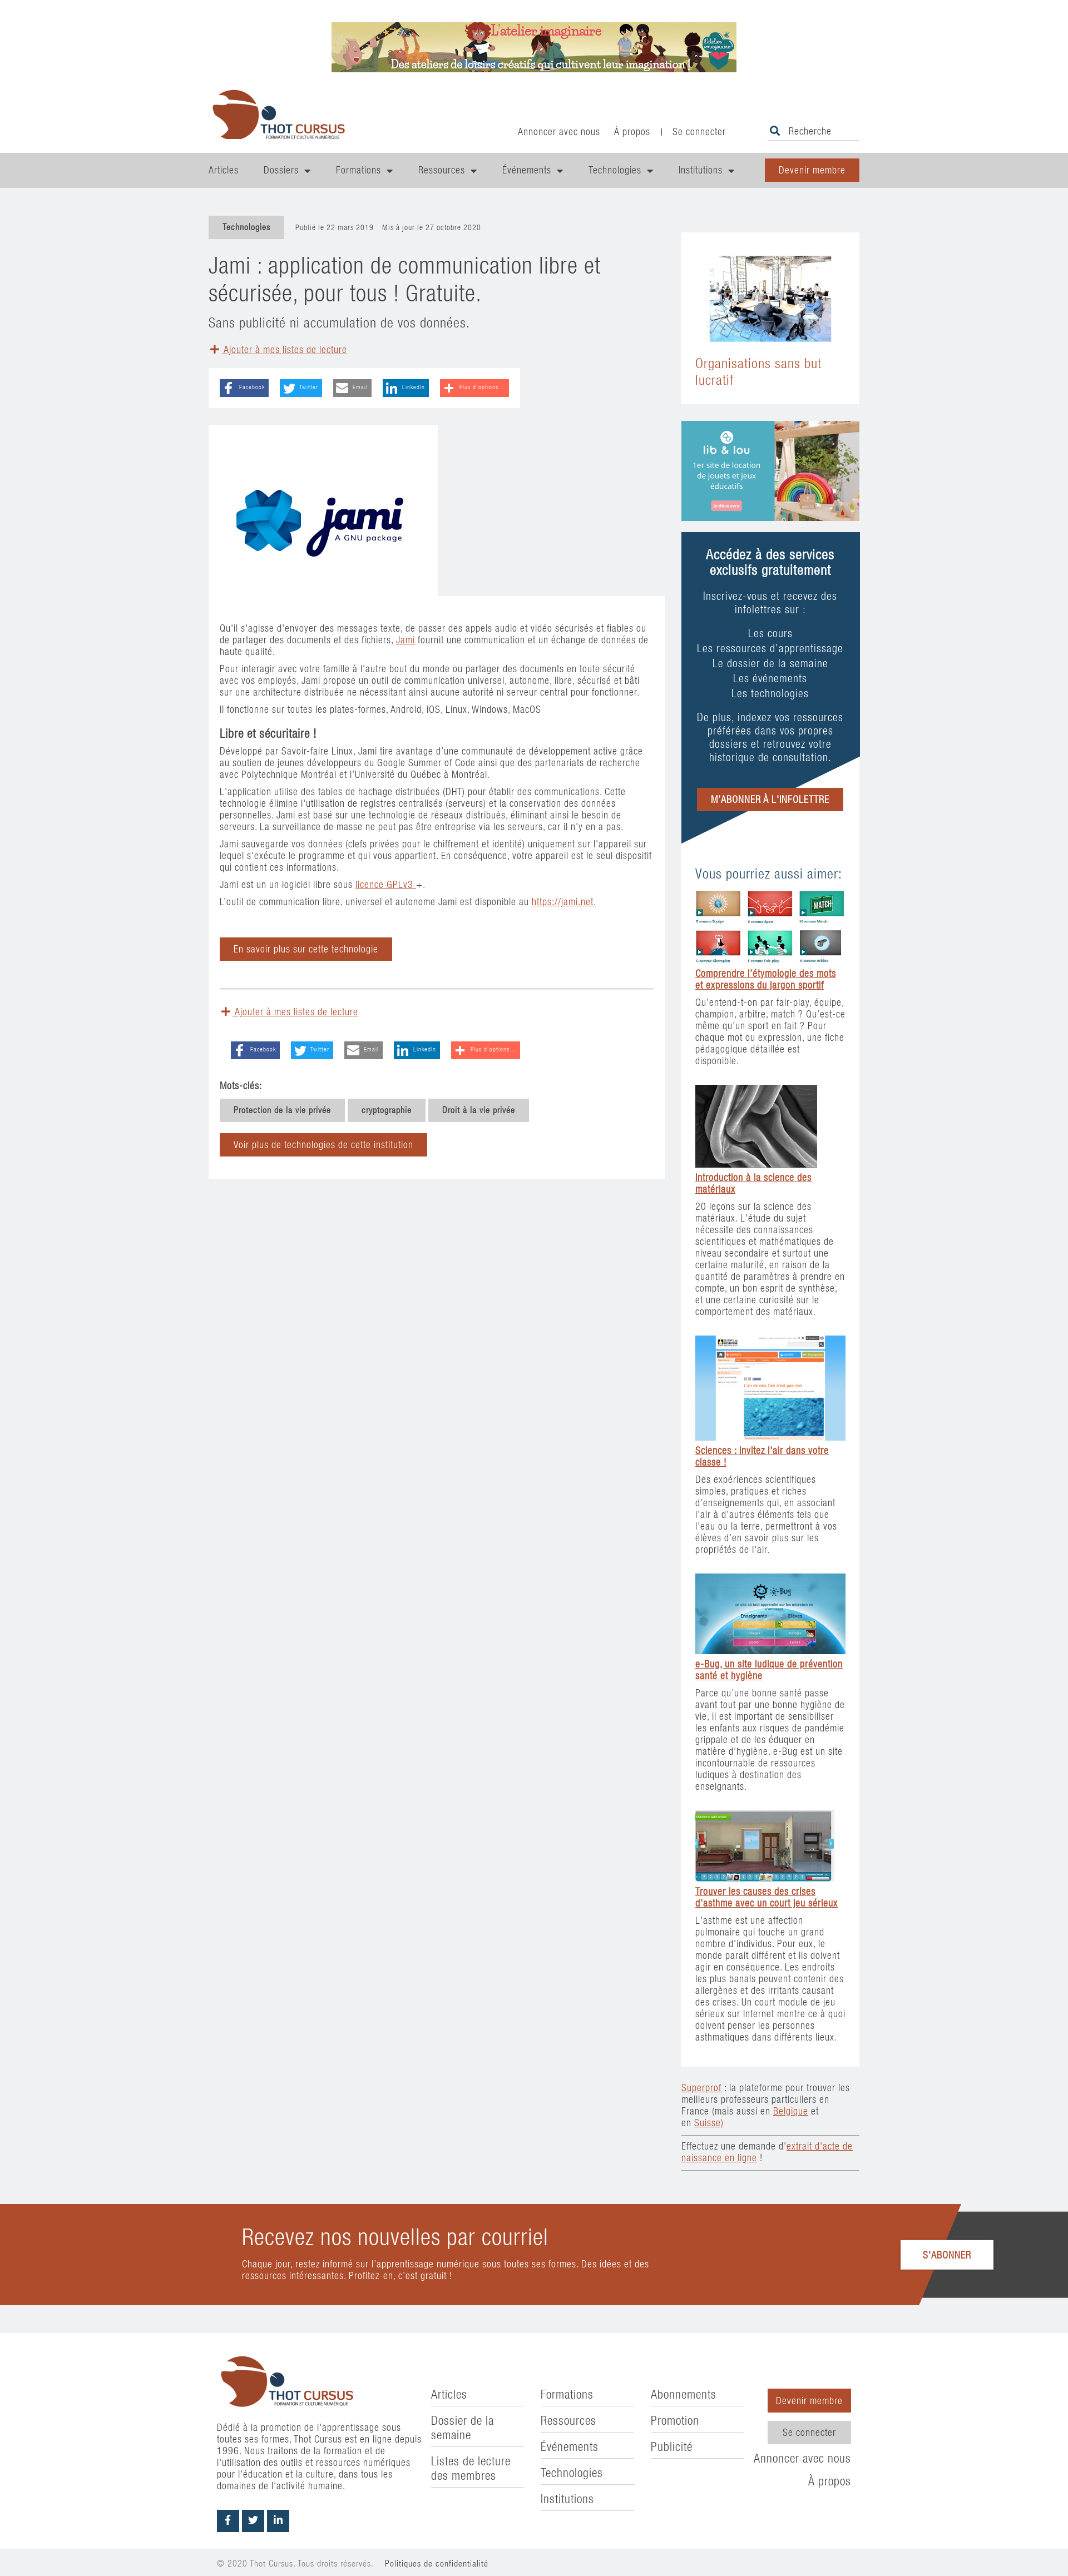 L'atelier imaginaire
Des ateliers de loisirs créatifs qui cultivent leur imagination !
THOT CURSUS
FORMATION ET CULTURE NUMÉRIQUE
Annoncer avec nous
À propos
|
Se connecter
Recherche
Articles
Dossiers
Formations
Ressources
Événements
Technologies
Institutions
Devenir membre
Technologies
Publié le 22 mars 2019 Mis à jour le 27 octobre 2020
Jami : application de communication libre et
sécurisée, pour tous ! Gratuite.
Sans publicité ni accumulation de vos données.
Ajouter à mes listes de lecture
Facebook
Twitter
Email
LinkedIn
Plus d'options...
jami
A GNU package
Qu'il s'agisse d'envoyer des messages texte, de passer des appels audio et vidéo sécurisés et fiables ou
de partager des documents et des fichiers, Jami fournit une communication et un échange de données de
haute qualité.
Pour interagir avec votre famille à l'autre bout du monde ou partager des documents en toute sécurité
avec vos employés, Jami propose un outil de communication universel, autonome, libre, sécurisé et bâti
sur une architecture distribuée ne nécessitant ainsi aucune autorité ni serveur central pour fonctionner.
Il fonctionne sur toutes les plates-formes, Android, iOS, Linux, Windows, MacOS
Libre et sécuritaire !
Développé par Savoir-faire Linux, Jami tire avantage d'une communauté de développement active grâce
au soutien de jeunes développeurs du Google Summer of Code ainsi que des partenariats de recherche
avec Polytechnique Montréal et l'Université du Québec à Montréal.
L'application utilise des tables de hachage distribuées (DHT) pour établir des communications. Cette
technologie élimine l'utilisation de registres centralisés (serveurs) et la conservation des données
personnelles. Jami est basé sur une technologie de réseaux distribués, éliminant ainsi le besoin de
serveurs. La surveillance de masse ne peut pas être entreprise via les serveurs, car il n'y en a pas.
Jami sauvegarde vos données (clefs privées pour le chiffrement et identité) uniquement sur l'appareil sur
lequel s'exécute le programme et qui vous appartient. En conséquence, votre appareil est le seul dispositif
qui contient ces informations.
Jami est un un logiciel libre sous licence GPLv3 +.
L'outil de communication libre, universel et autonome Jami est disponible au https://jami.net.
En savoir plus sur cette technologie
Ajouter à mes listes de lecture
Facebook
Twitter
Email
LinkedIn
Plus d'options...
Mots-clés:
Protection de la vie privée
cryptographie
Droit à la vie privée
Voir plus de technologies de cette institution
Organisations sans but
lucratif
lib & lou
1er site de location
de jouets et jeux
éducatifs
Je découvre
Accédez à des services
exclusifs gratuitement
Inscrivez-vous et recevez des
infolettres sur :
Les cours
Les ressources d'apprentissage
Le dossier de la semaine
Les événements
Les technologies
De plus, indexez vos ressources
préférées dans vos propres
dossiers et retrouvez votre
historique de consultation.
M'ABONNER À L'INFOLETTRE
Vous pourriez aussi aimer:
MATCH
E comme Équipe
E comme Sport
M comme Match
C comme Champion
F comme Fair-play
A comme Arbitre
Comprendre l'étymologie des mots
et expressions du jargon sportif
Qu'entend-t-on par fair-play, équipe,
champion, arbitre, match ? Qu'est-ce
même qu'un sport en fait ? Pour
chaque mot ou expression, une fiche
pédagogique détaillée est
disponible.
Introduction à la science des
matériaux
20 leçons sur la science des
matériaux. L'étude du sujet
nécessite des connaissances
scientifiques et mathématiques de
niveau secondaire et surtout une
certaine maturité, en raison de la
quantité de paramètres à prendre en
compte, un bon esprit de synthèse,
et une certaine curiosité sur le
comportement des matériaux.
L'air de rien, l'air n'est pas rien
Sciences : invitez l'air dans votre
classe !
Des expériences scientifiques
simples, pratiques et riches
d'enseignements qui, en associant
l'air à d'autres éléments tels que
l'eau ou la terre, permettront à vos
élèves d'en savoir plus sur les
propriétés de l'air.
e-Bug
Enseignants
Élèves
e-Bug, un site ludique de prévention
santé et hygiène
Parce qu'une bonne santé passe
avant tout par une bonne hygiène de
vie, il est important de sensibiliser
les enfants aux risques de pandémie
grippale et de les éduquer en
matière d'hygiène. e-Bug est un site
incontournable de ressources
ludiques à destination des
enseignants.
Trouver les causes des crises
d'asthme avec un court jeu sérieux
L'asthme est une affection
pulmonaire qui touche un grand
nombre d'individus. Pour eux, le
monde parait différent et ils doivent
agir en conséquence. Les endroits
les plus banals peuvent contenir des
allergènes et des irritants causant
des crises. Un court module de jeu
sérieux sur Internet montre ce à quoi
doivent penser les personnes
asthmatiques dans différents lieux.
Superprof : la plateforme pour trouver les
meilleurs professeurs particuliers en
France (mais aussi en Belgique et
en Suisse)
Effectuez une demande d'extrait d'acte de
naissance en ligne !
Recevez nos nouvelles par courriel
Chaque jour, restez informé sur l'apprentissage numérique sous toutes ses formes. Des idées et des
ressources intéressantes. Profitez-en, c'est gratuit !
S'ABONNER
THOT CURSUS
FORMATION ET CULTURE NUMÉRIQUE
Dédié à la promotion de l'apprentissage sous
toutes ses formes, Thot Cursus est en ligne depuis
1996. Nous traitons de la formation et de
l'utilisation des outils et ressources numériques
pour l'éducation et la culture, dans tous les
domaines de l'activité humaine.
Articles
Dossier de la
semaine
Listes de lecture
des membres
Formations
Ressources
Événements
Technologies
Institutions
Abonnements
Promotion
Publicité
Devenir membre
Se connecter
Annoncer avec nous
À propos
© 2020 Thot Cursus. Tous droits réservés.
Politiques de confidentialité